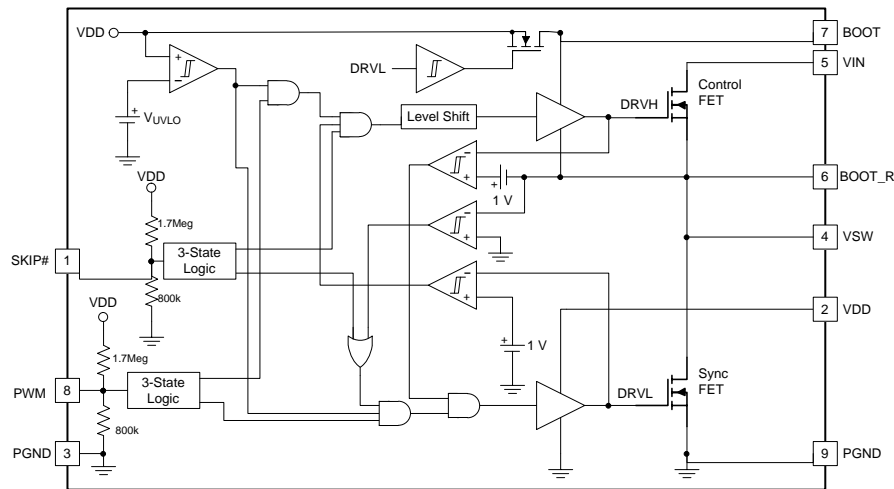 VDD
DRVL
7
BOOT
5
VIN
Control
FET
DRVH
+
−
+
VUVLO
Level Shift
−
+
+
1 V
6
BOOT_R
VDD
1.7Meg
SKIP#
1
3-State
Logic
800k
−
+
4
VSW
−
+
VDD
2
VDD
1.7Meg
+
1 V
PWM
8
3-State
Logic
800k
DRVL
Sync
FET
PGND
3
9
PGND